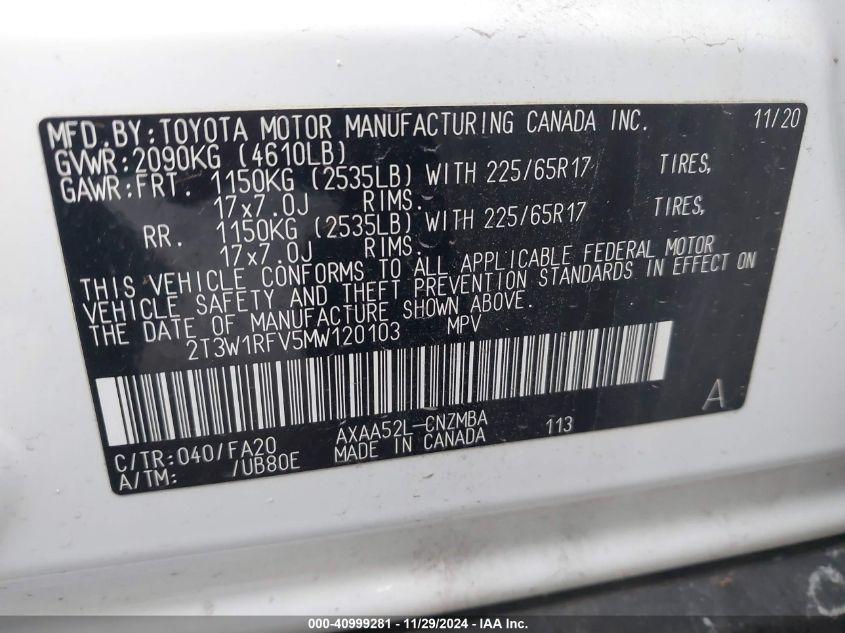 MFD.BY:TOYOTA MOTOR MANUFACTURING CANADA INC. 11/20
GVWR:2090KG (4610LB)
GAWR:FRT. 1150KG (2535LB) WITH 225/65R17 TIRES,
17x7.0J RIMS.
RR. 1150KG (2535LB) WITH 225/65R17 TIRES,
17x7.0J RIMS.
THIS VEHICLE CONFORMS TO ALL APPLICABLE FEDERAL MOTOR
VEHICLE SAFETY AND THEFT PREVENTION STANDARDS IN EFFECT ON
THE DATE OF MANUFACTURE SHOWN ABOVE.
2T3W1RFV5MW120103 MPV
A
C/TR:040/FA20 AXAA52L-CNZMBA 113
A/TM: /UB80E MADE IN CANADA
000-40999281 - 11/29/2024 - IAA Inc.